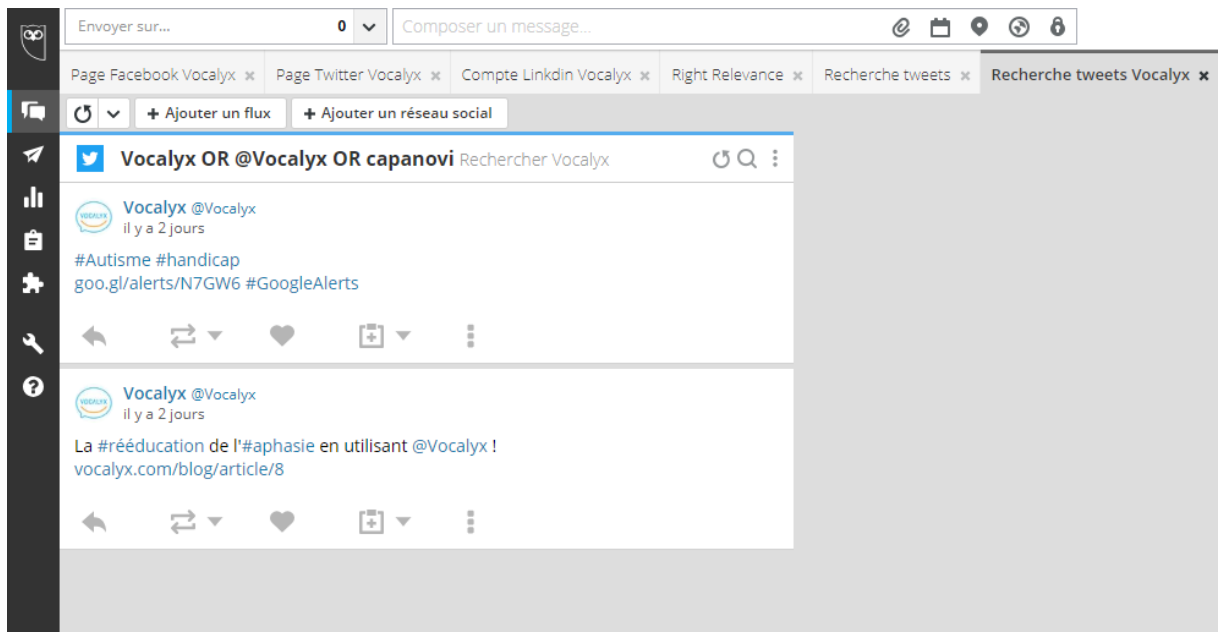 Envoyer sur... 0 Composer un message...
Page Facebook Vocalyx Page Twitter Vocalyx Compte Linkdin Vocalyx Right Relevance Recherche tweets Recherche tweets Vocalyx
Ajouter un flux Ajouter un réseau social
Vocalyx OR @Vocalyx OR capanovi Rechercher Vocalyx
VOCALYX
Vocalyx @Vocalyx
il y a 2 jours
#Autisme #handicap
goo.gl/alerts/N7GW6 #GoogleAlerts
VOCALYX
Vocalyx @Vocalyx
il y a 2 jours
La #rééducation de l'#aphasie en utilisant @Vocalyx !
vocalyx.com/blog/article/8